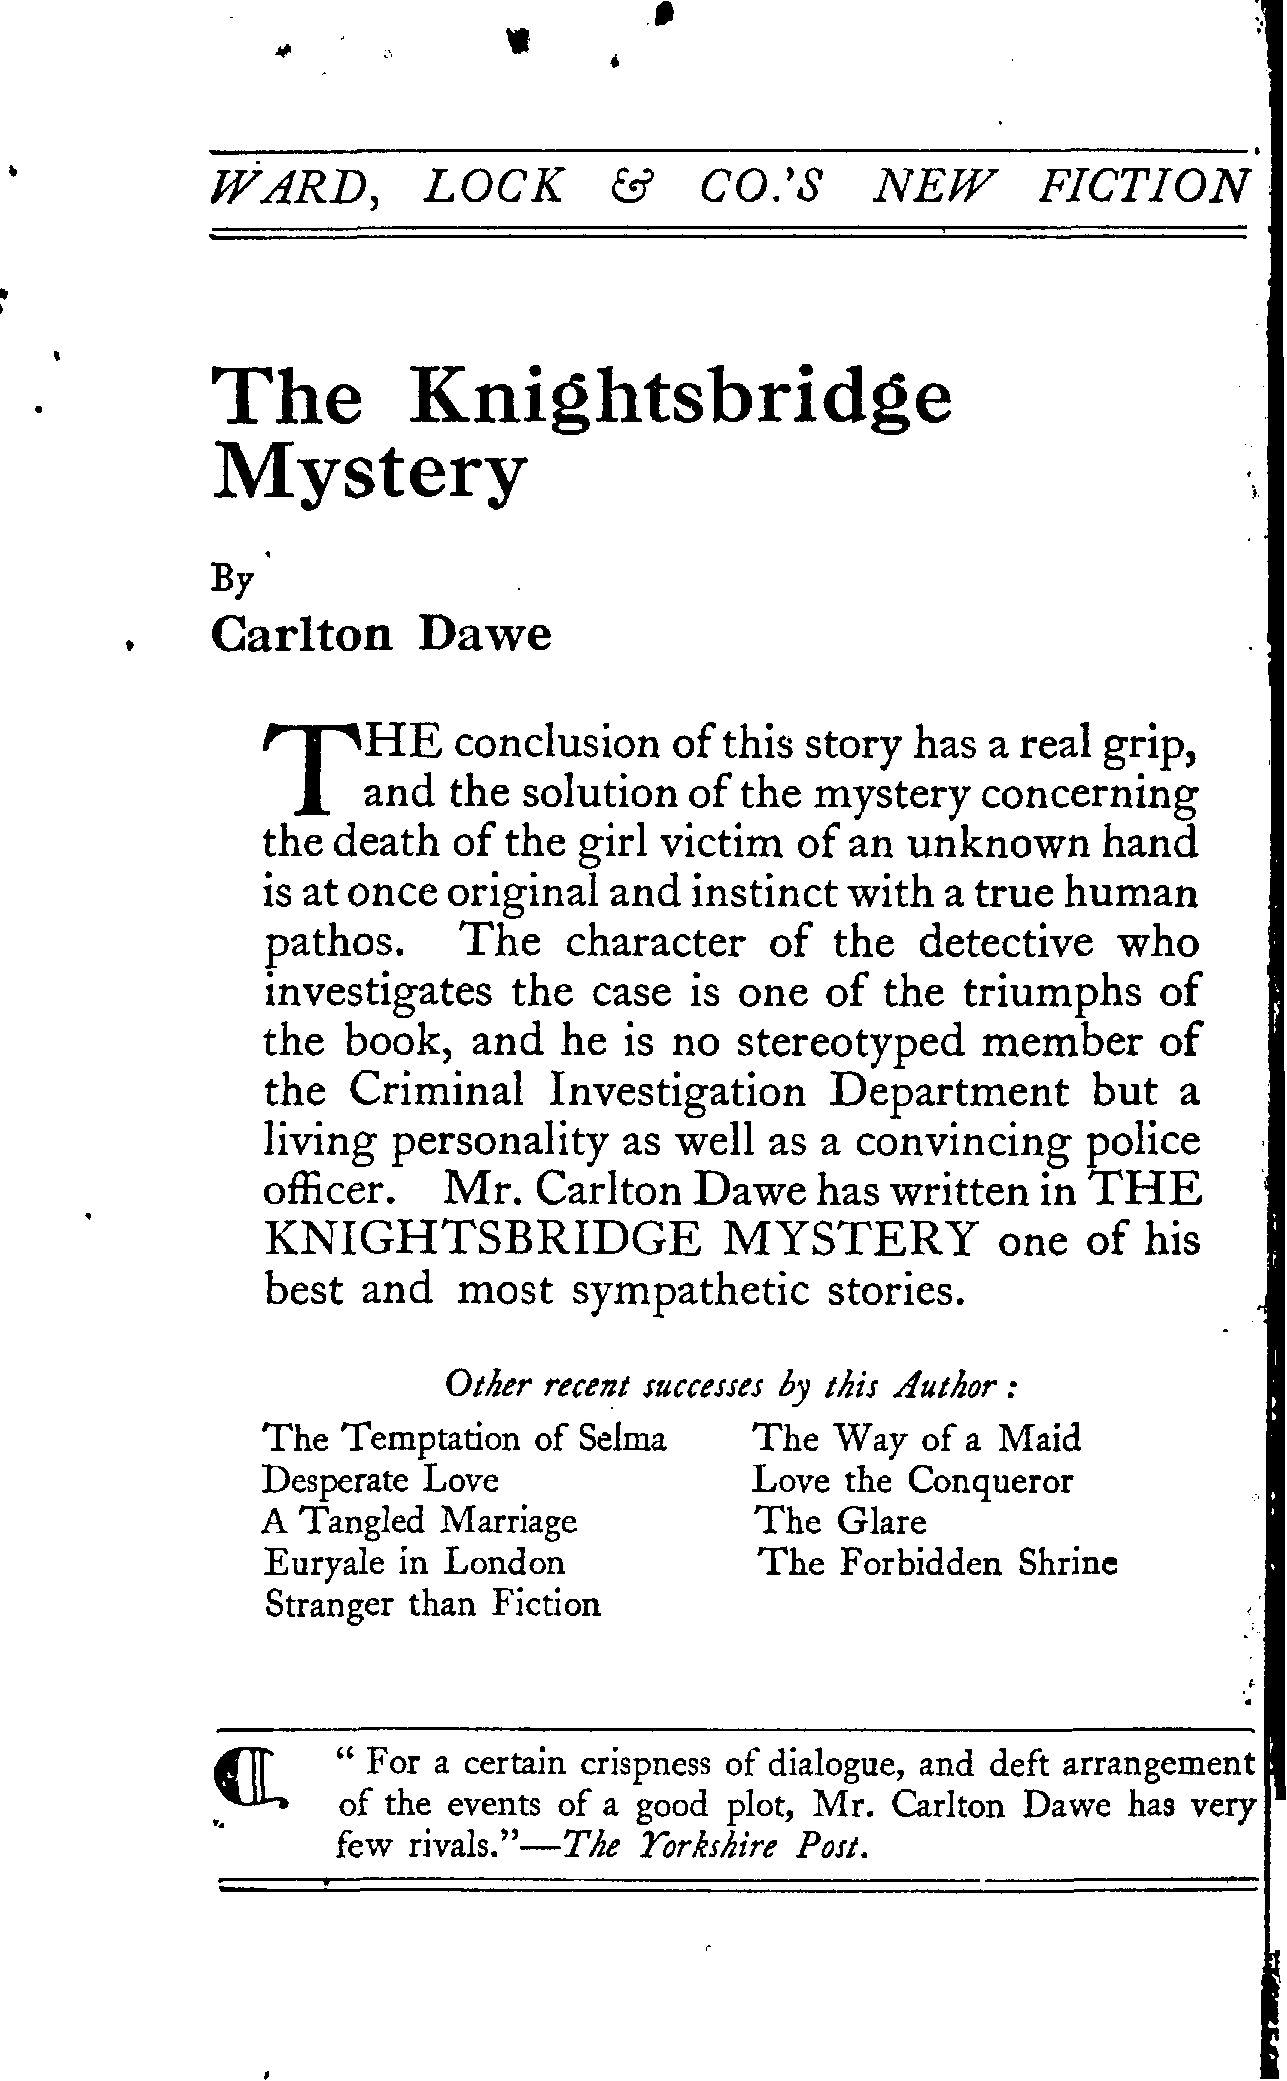 WARD, LOCK & CO.'S NEW FICTION
The Knightsbridge
Mystery
By
Carlton Dawe
THE conclusion of this story has a real grip,
and the solution of the mystery concerning
the death of the girl victim of an unknown hand
is at once original and instinct with a true human
pathos. The character of the detective who
investigates the case is one of the triumphs of
the book, and he is no stereotyped member of
the Criminal Investigation Department but a
living personality as well as a convincing police
officer. Mr. Carlton Dawe has written in THE
KNIGHTSBRIDGE MYSTERY one of his
best and most sympathetic stories.
Other recent successes by this Author :
The Temptation of Selma
Desperate Love
A Tangled Marriage
Euryale in London
Stranger than Fiction
The Way of a Maid
Love the Conqueror
The Glare
The Forbidden Shrine
¶ “ For a certain crispness of dialogue, and deft arrangement
of the events of a good plot, Mr. Carlton Dawe has very
few rivals.”—The Yorkshire Post.